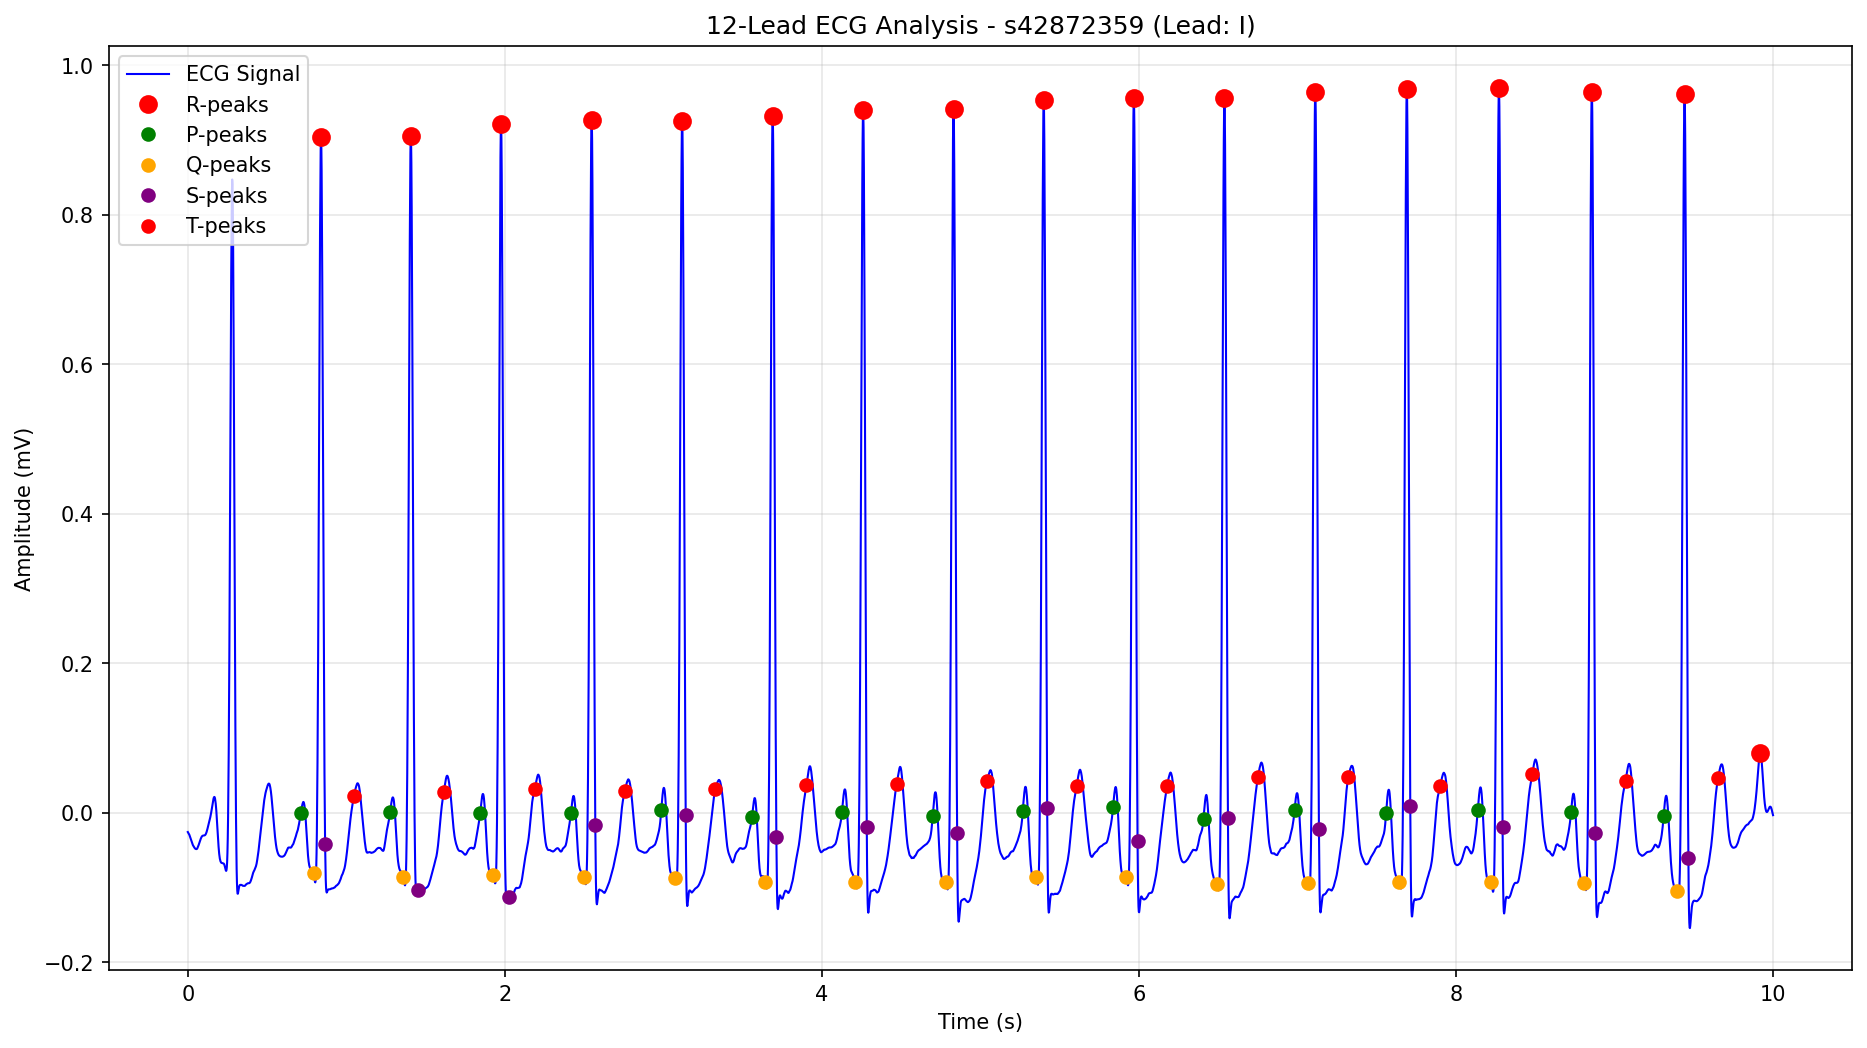 12-Lead ECG Analysis - s42872359 (Lead: I)
ECG Signal
R-peaks
P-peaks
Q-peaks
S-peaks
T-peaks
1.0
0.8
0.6
0.4
0.2
0.0
−0.2
Amplitude (mV)
0 2 4 6 8 10
Time (s)